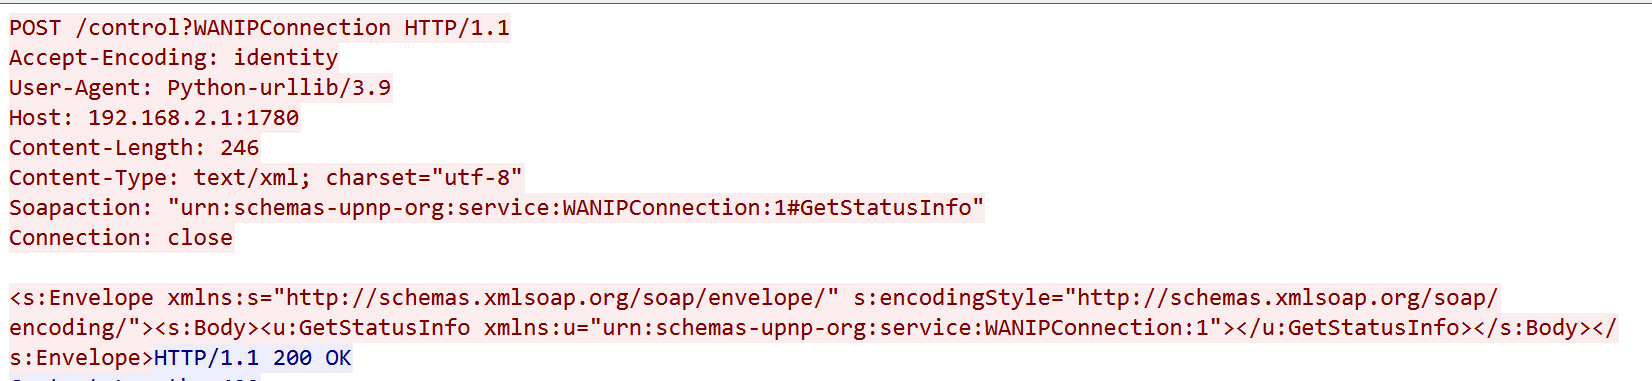 POST /control?WANIPConnection HTTP/1.1
Accept-Encoding: identity
User-Agent: Python-urllib/3.9
Host: 192.168.2.1:1780
Content-Length: 246
Content-Type: text/xml; charset="utf-8"
Soapaction: "urn:schemas-upnp-org:service:WANIPConnection:1#GetStatusInfo"
Connection: close
<s:Envelope xmlns:s="http://schemas.xmlsoap.org/soap/envelope/" s:encodingStyle="http://schemas.xmlsoap.org/soap/
encoding/"><s:Body><u:GetStatusInfo xmlns:u="urn:schemas-upnp-org:service:WANIPConnection:1"></u:GetStatusInfo></s:Body></
s:Envelope>HTTP/1.1 200 OK